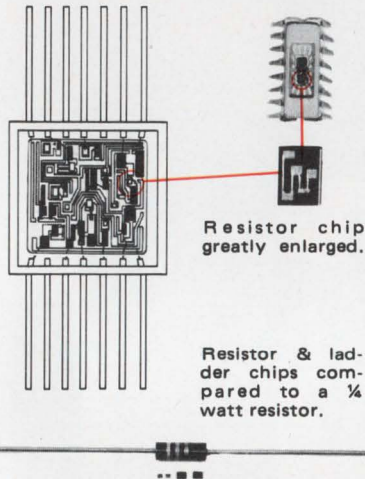 Resistor chip
greatly enlarged.
Resistor & lad-
der chips com-
pared to a ¼
watt resistor.